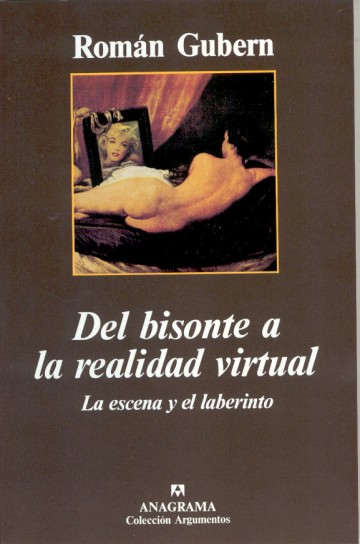 Román Gubern
Del bisonte a
la realidad virtual
La escena y el laberinto
ANAGRAMA
Colección Argumentos